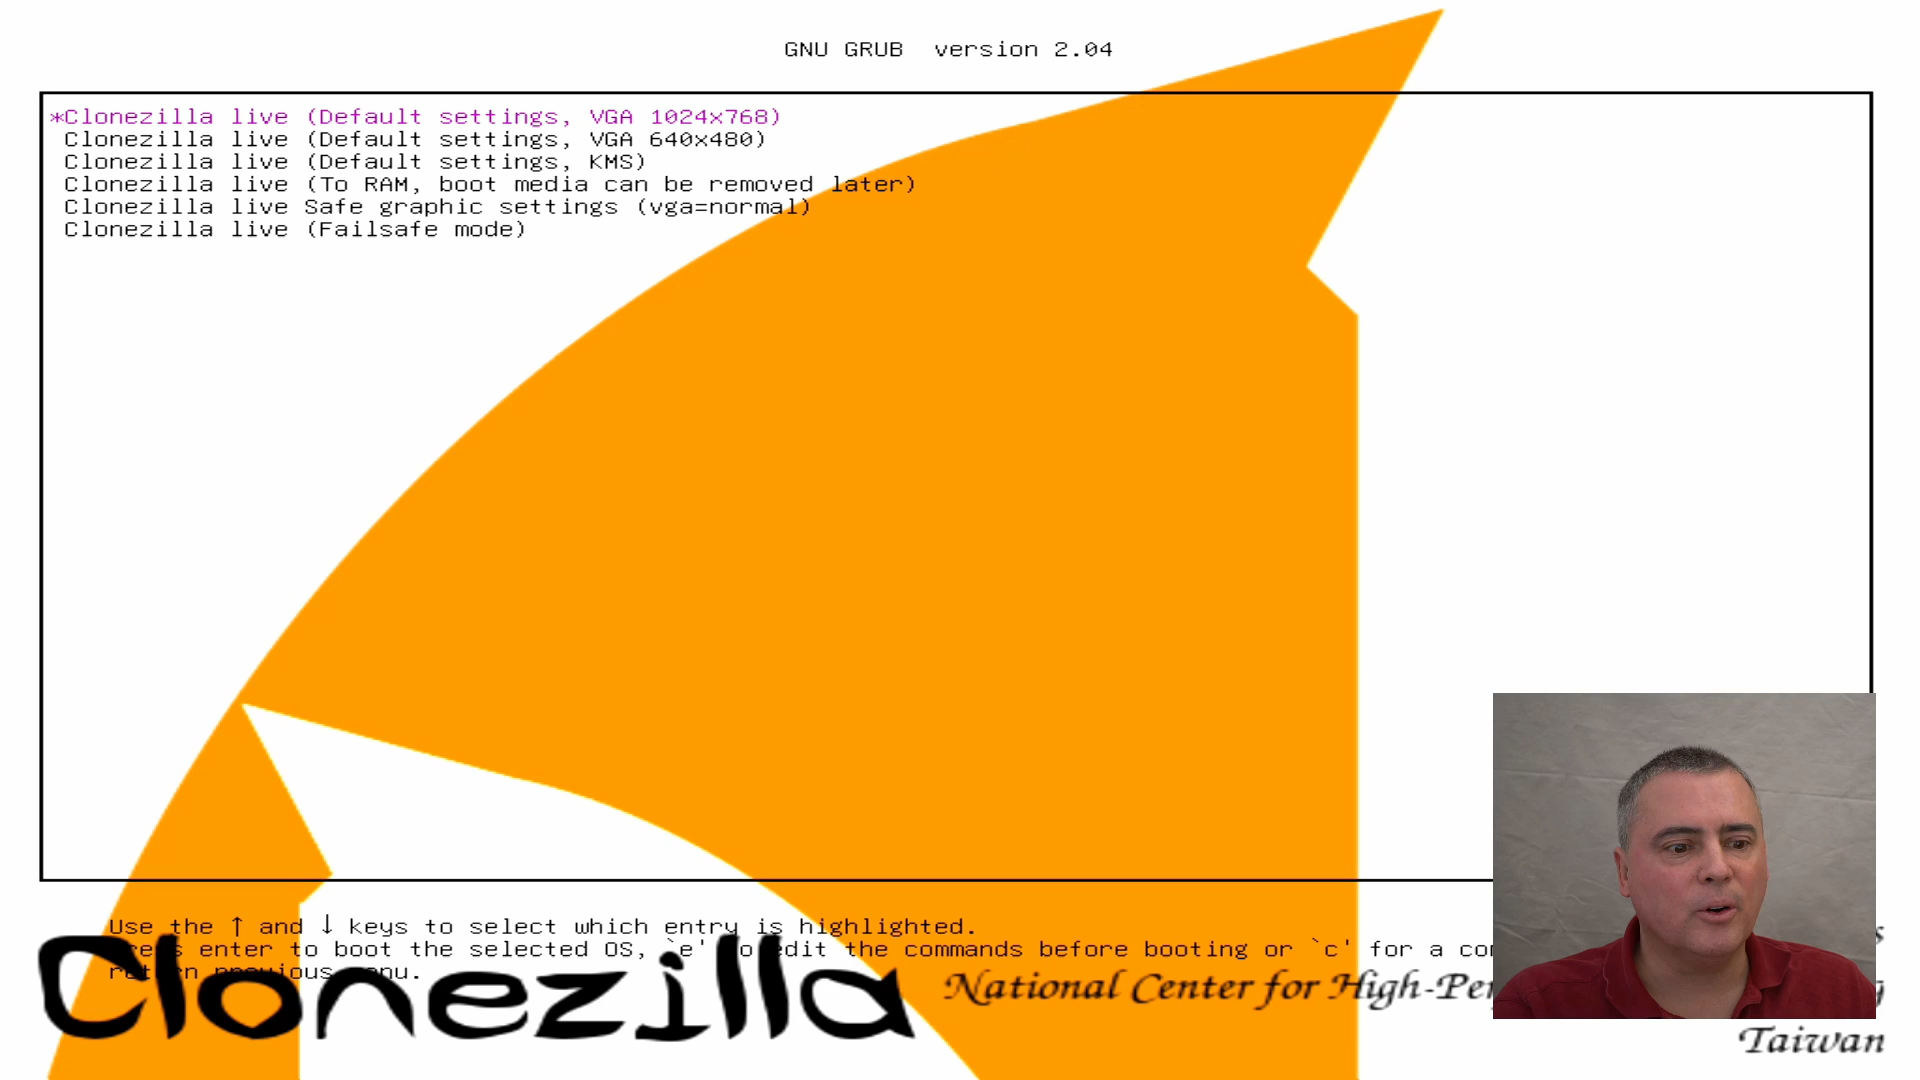 GNU GRUB version 2.04
*Clonezilla live (Default settings, VGA 1024x768)
Clonezilla live (Default settings, VGA 640x480)
Clonezilla live (Default settings, KMS)
Clonezilla live (To RAM, boot media can be removed later)
Clonezilla live Safe graphic settings (vga=normal)
Clonezilla live (Failsafe mode)
Use the ↑ and ↓ keys to select which entry is highlighted.
enter to boot the selected OS, `e' to edit the commands before booting or `c' for a
previous menu.
Clonezilla
National Center for
Taiwan